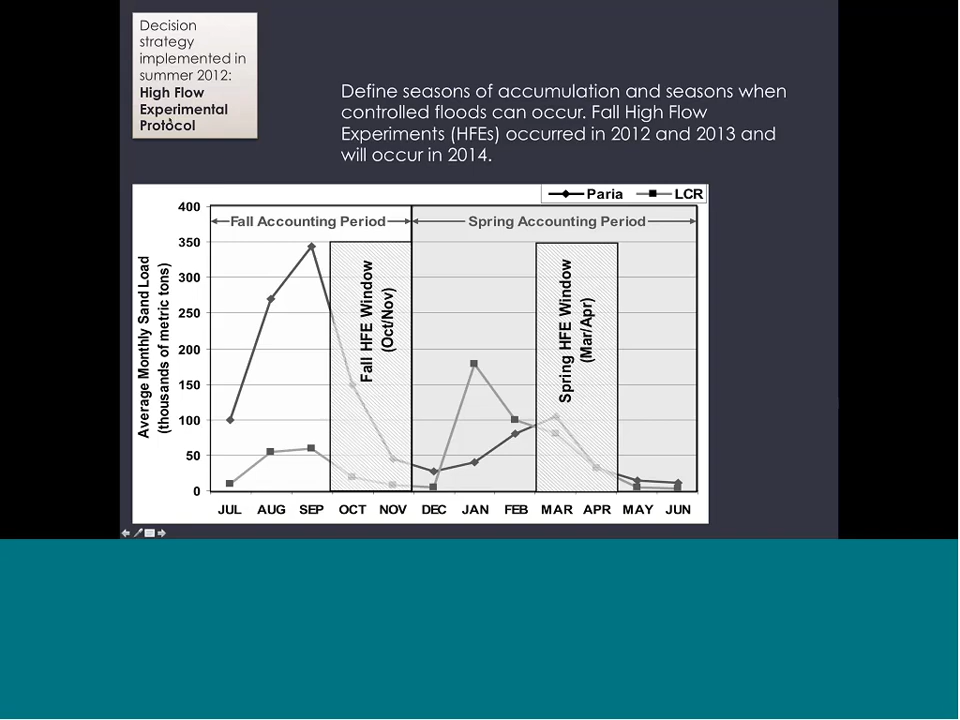 Decision
strategy
implemented in
summer 2012:
High Flow
Experimental
Protocol
Define seasons of accumulation and seasons when
controlled floods can occur. Fall High Flow
Experiments (HFEs) occurred in 2012 and 2013 and
will occur in 2014.
Paria LCR
Fall Accounting Period Spring Accounting Period
Average Monthly Sand Load
(thousands of metric tons)
400
350
300
250
200
150
100
50
0
Fall HFE Window
(Oct/Nov)
Spring HFE Window
(Mar/Apr)
JUL AUG SEP OCT NOV DEC JAN FEB MAR APR MAY JUN